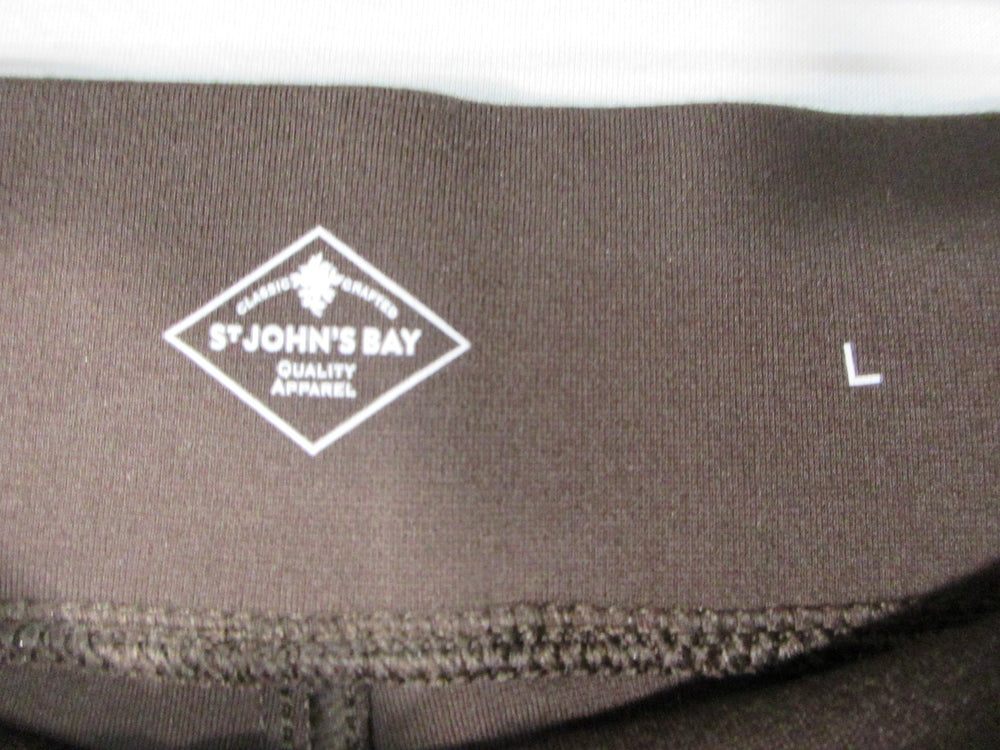 CLASSIC CRAFTED
ST JOHN'S BAY
QUALITY
APPAREL
L